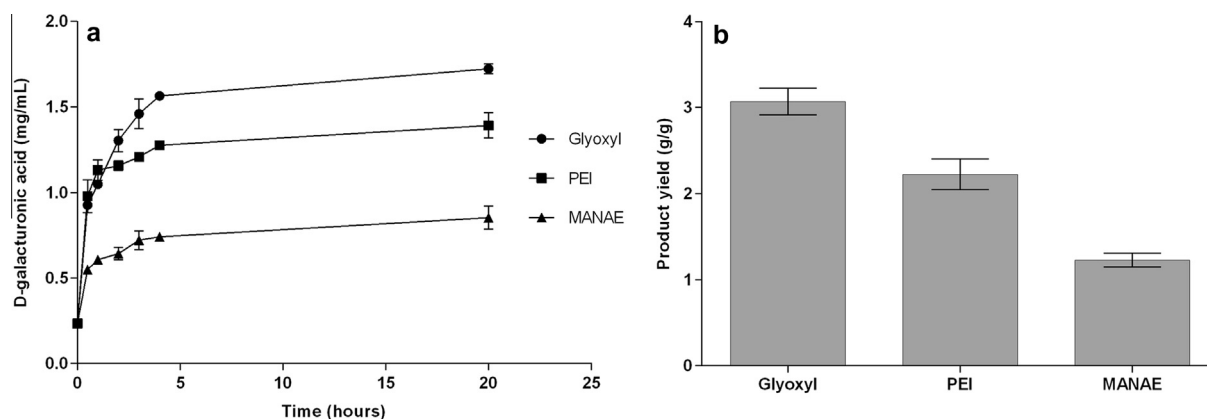 a
D-galacturonic acid (mg/mL)
2.0
1.5
1.0
0.5
0.0
0 5 10 15 20 25
Time (hours)
Glyoxyl
PEI
MANAE
b
Product yield (g/g)
4
3
2
1
0
Glyoxyl PEI MANAE